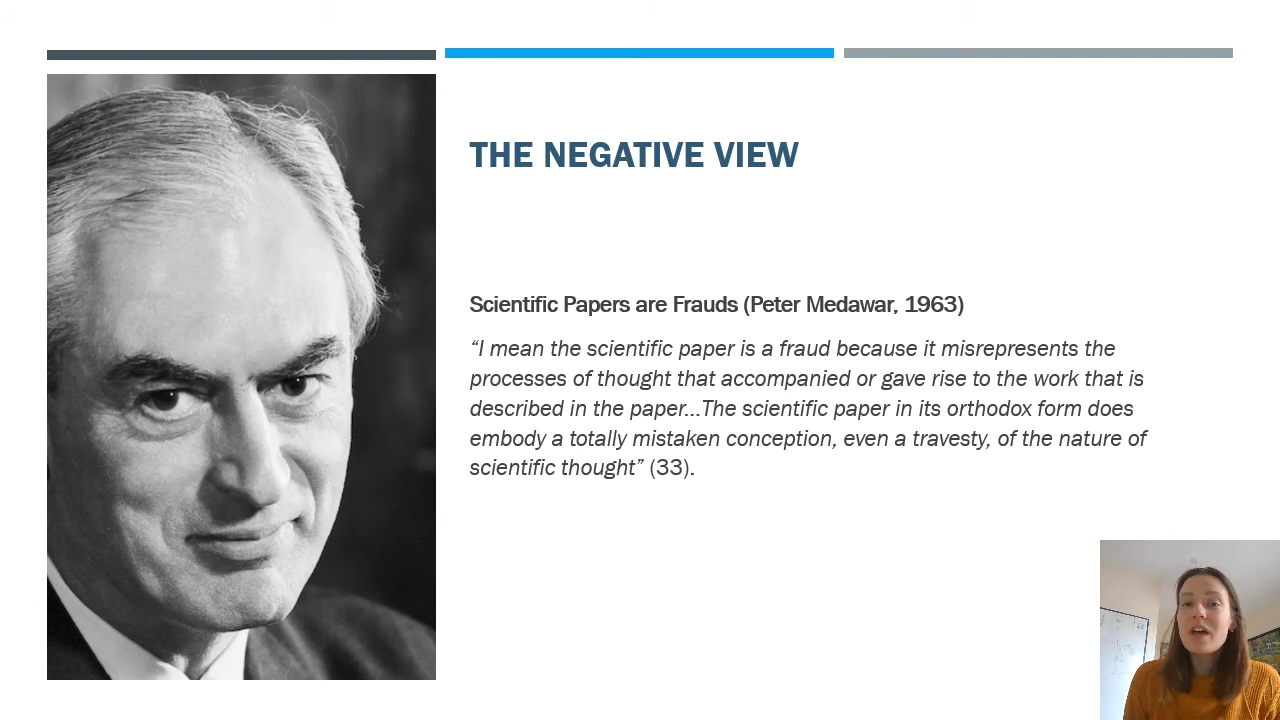 THE NEGATIVE VIEW
Scientific Papers are Frauds (Peter Medawar, 1963)
“I mean the scientific paper is a fraud because it misrepresents the
processes of thought that accompanied or gave rise to the work that is
described in the paper...The scientific paper in its orthodox form does
embody a totally mistaken conception, even a travesty, of the nature of
scientific thought” (33).